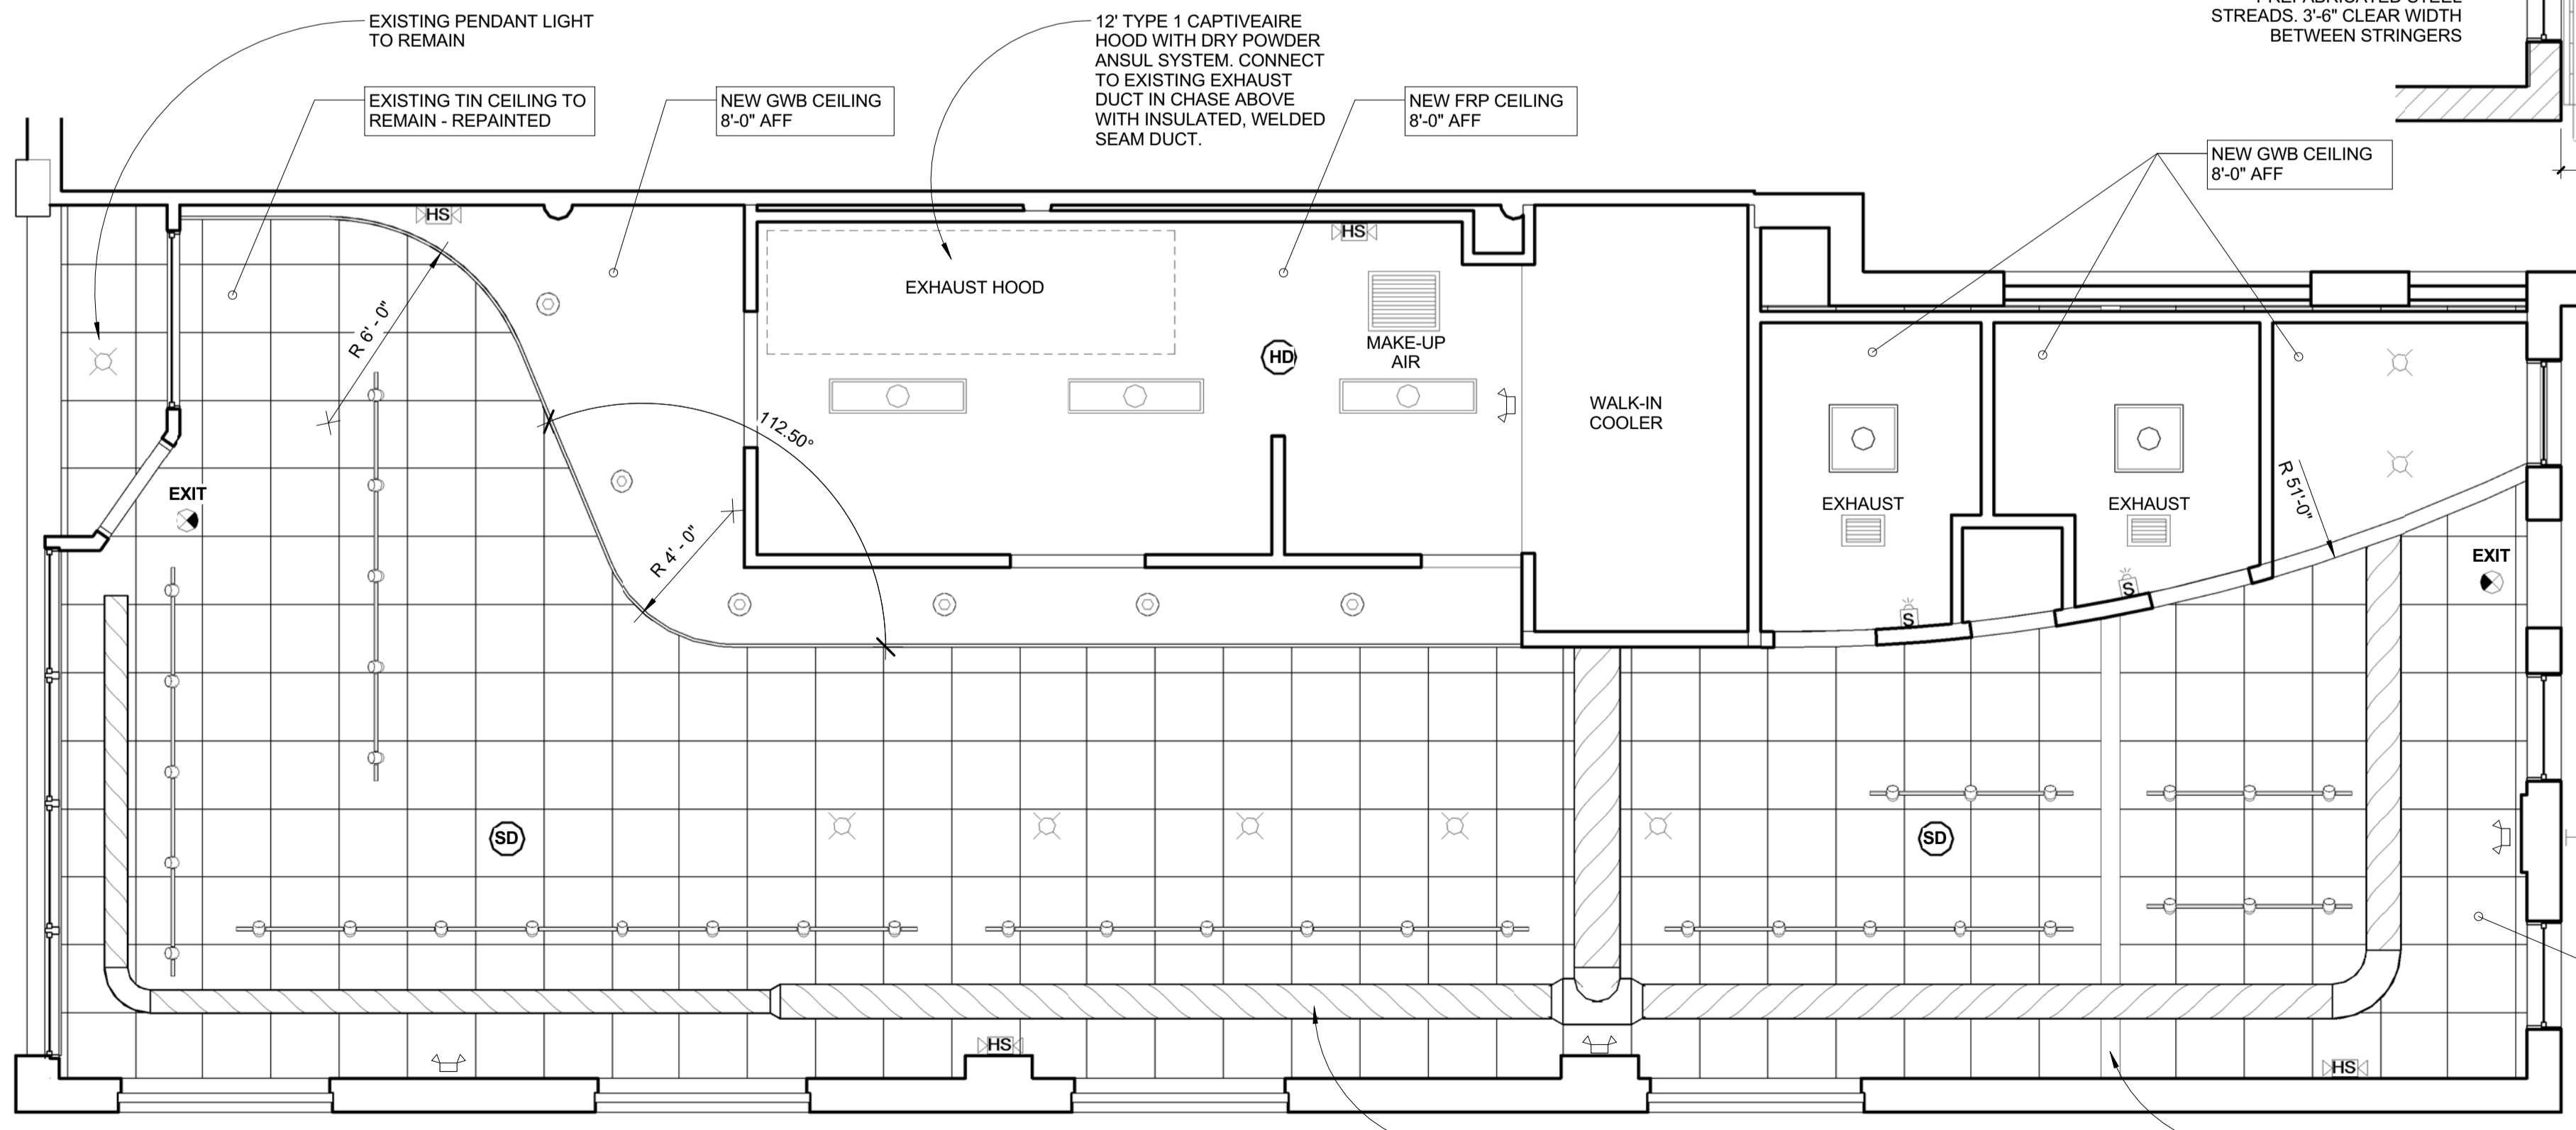 EXISTING PENDANT LIGHT
TO REMAIN
12' TYPE 1 CAPTIVEAIRE
HOOD WITH DRY POWDER
ANSUL SYSTEM. CONNECT
TO EXISTING EXHAUST
DUCT IN CHASE ABOVE
WITH INSULATED, WELDED
SEAM DUCT.
PREFABRICATED STEEL
STREADS. 3'-6" CLEAR WIDTH
BETWEEN STRINGERS
EXISTING TIN CEILING TO
REMAIN - REPAINTED
NEW GWB CEILING
8'-0" AFF
NEW FRP CEILING
8'-0" AFF
NEW GWB CEILING
8'-0" AFF
HS
HS
EXHAUST HOOD
R 6' - 0"
HD
MAKE-UP
AIR
WALK-IN
COOLER
112.50°
EXIT
EXHAUST
EXHAUST
R 51'-0"
R 4' - 0"
EXIT
S
S
SD
SD
HS
HS